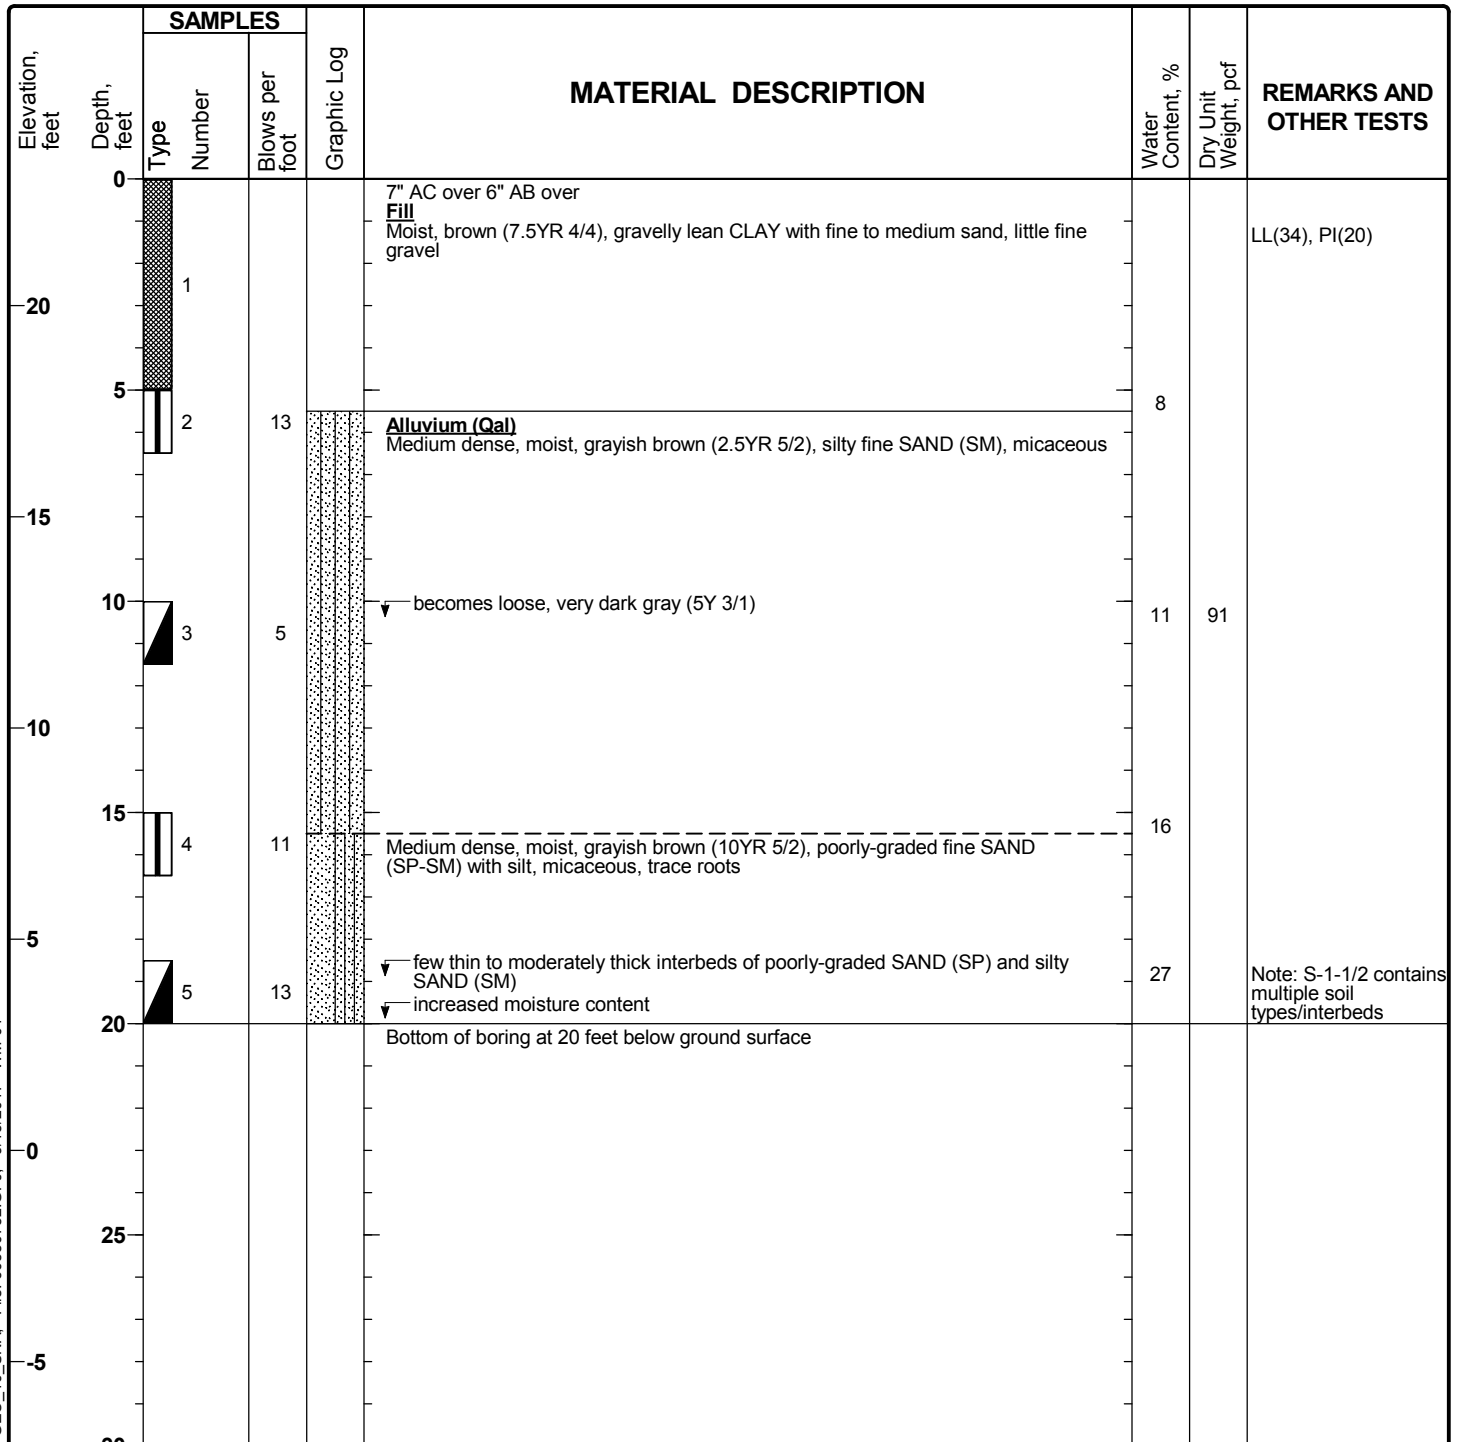 SAMPLES
Elevation,
feet
Depth,
feet
Type
Number
Blows per
foot
Graphic Log
MATERIAL DESCRIPTION
Water
Content, %
Dry Unit
Weight, pcf
REMARKS AND
OTHER TESTS
0
7" AC over 6" AB over
Fill
Moist, brown (7.5YR 4/4), gravelly lean CLAY with fine to medium sand, little fine
gravel
LL(34), PI(20)
1
20
5
8
2
13
Alluvium (Qal)
Medium dense, moist, grayish brown (2.5YR 5/2), silty fine SAND (SM), micaceous
15
10
becomes loose, very dark gray (5Y 3/1)
11
91
3
5
10
15
16
4
11
Medium dense, moist, grayish brown (10YR 5/2), poorly-graded fine SAND
(SP-SM) with silt, micaceous, trace roots
5
few thin to moderately thick interbeds of poorly-graded SAND (SP) and silty
SAND (SM)
27
Note: S-1-1/2 contains
multiple soil
types/interbeds
5
13
increased moisture content
20
Bottom of boring at 20 feet below ground surface
0
25
-5